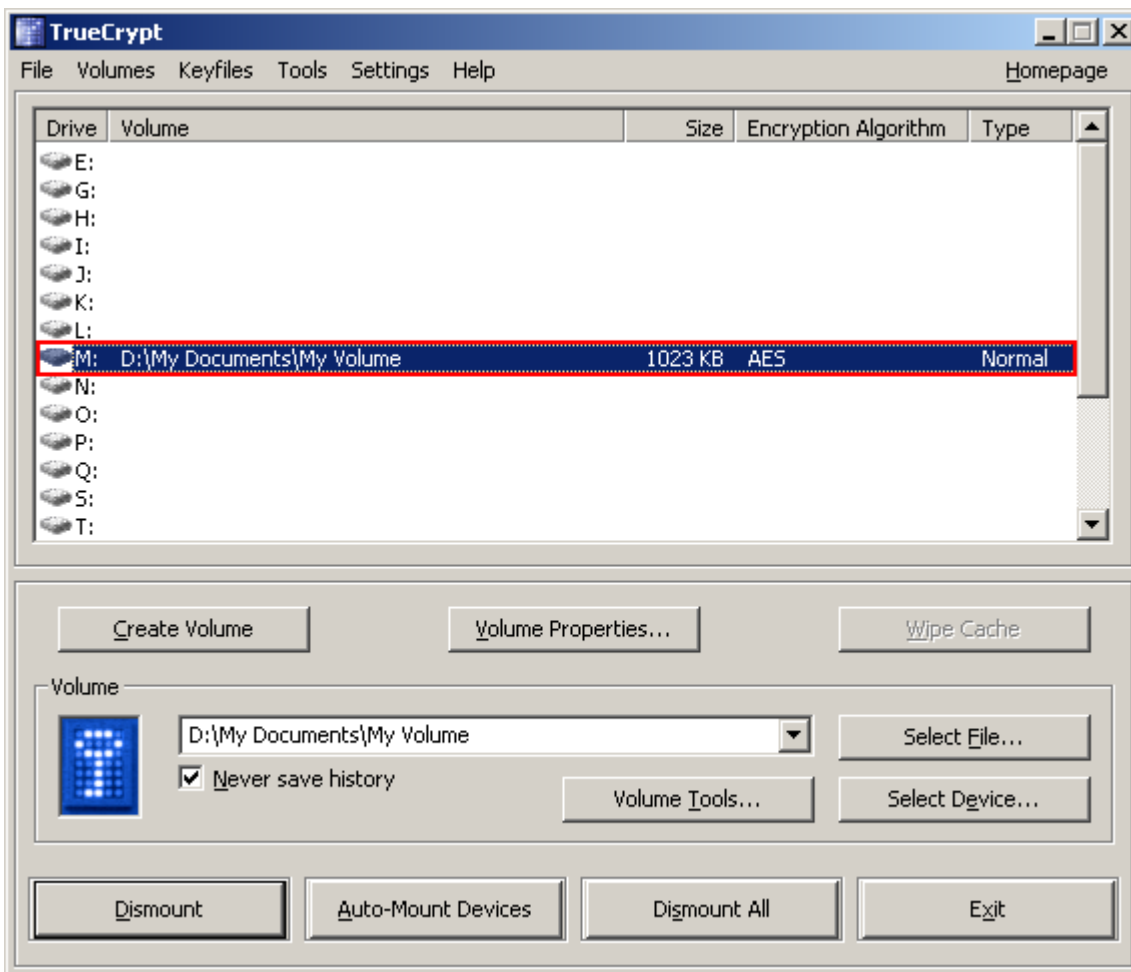 TrueCrypt
File Volumes Keyfiles Tools Settings Help Homepage
Drive Volume Size Encryption Algorithm Type
E:
G:
H:
I:
J:
K:
L:
M: D:\My Documents\My Volume 1023 KB AES Normal
N:
O:
P:
Q:
S:
T:
Create Volume Volume Properties... Wipe Cache
Volume
D:\My Documents\My Volume Select File...
Never save history
Volume Tools... Select Device...
Dismount Auto-Mount Devices Dismount All Exit